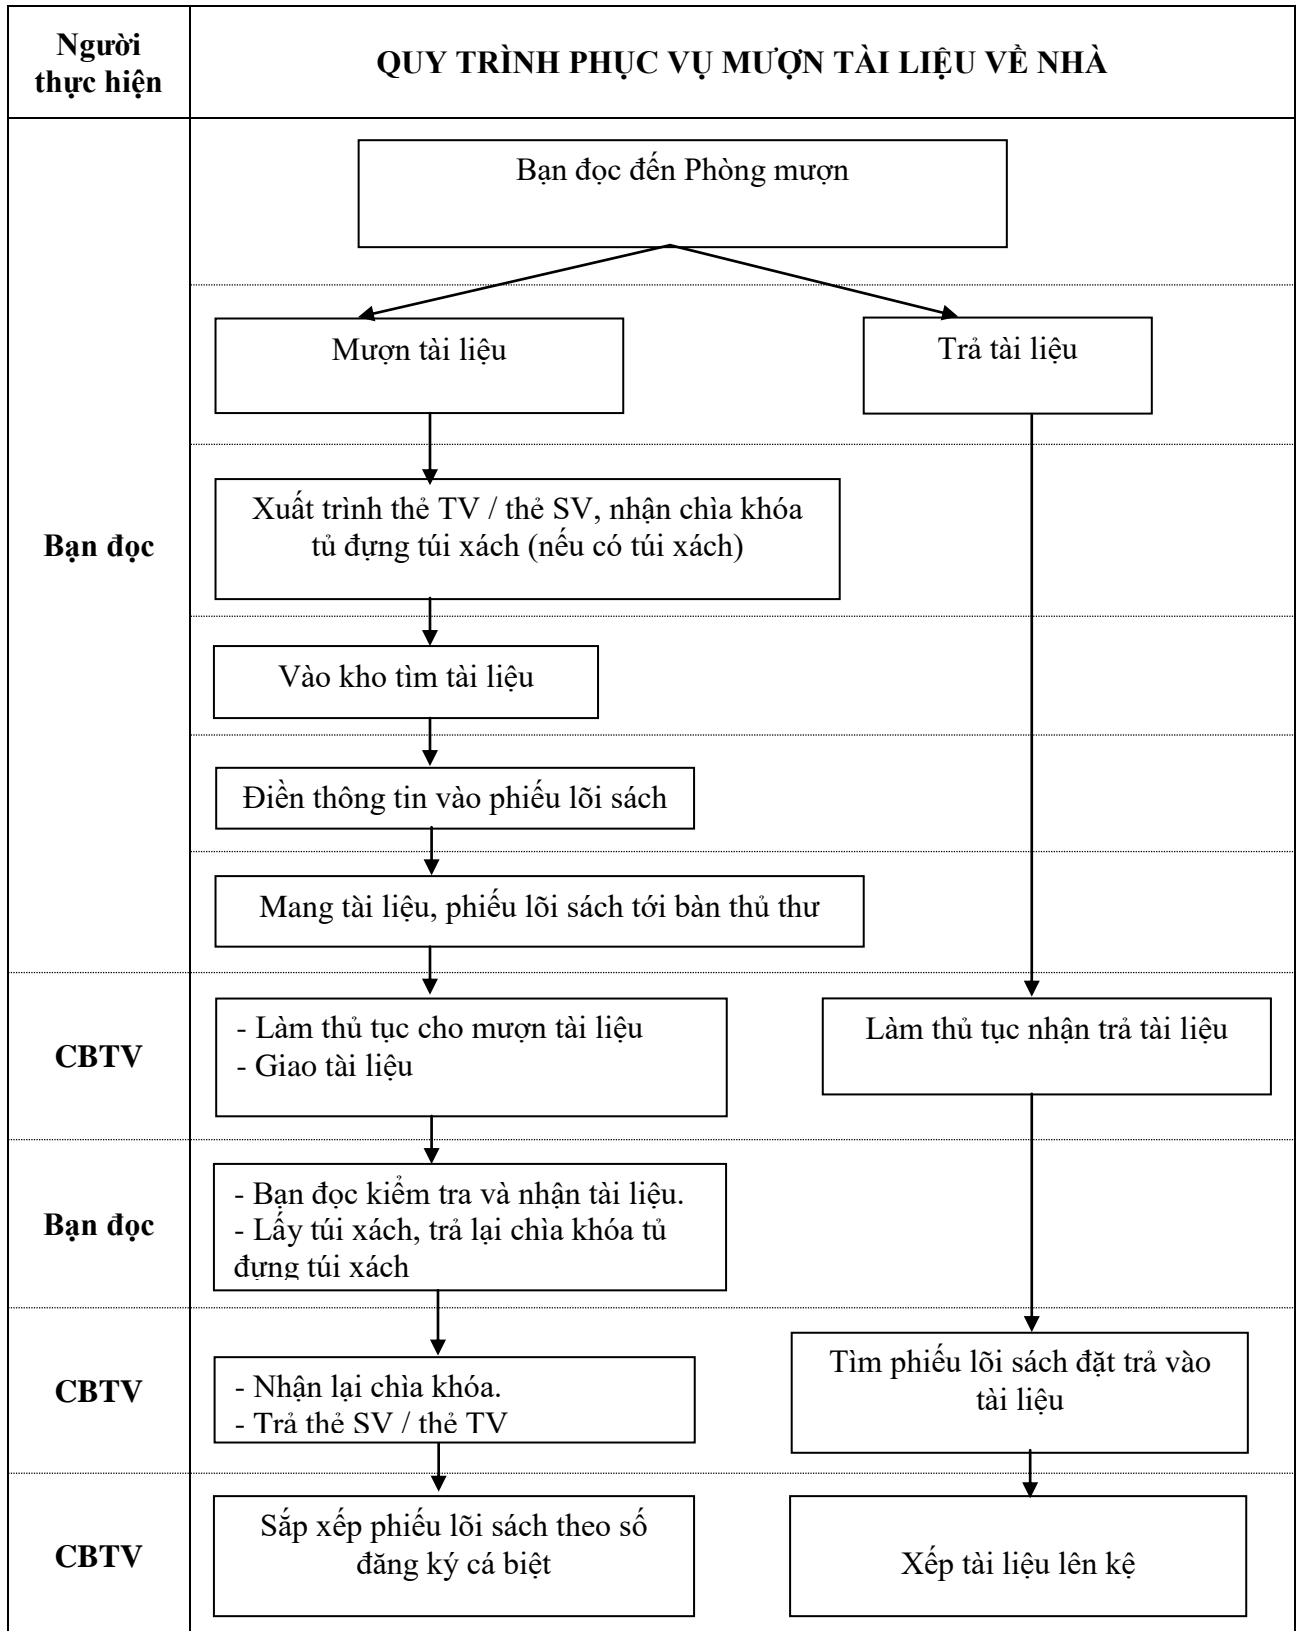 Người
thực hiện
QUY TRÌNH PHỤC VỤ MƯỢN TÀI LIỆU VỀ NHÀ
Bạn đọc đến Phòng mượn
Mượn tài liệu
Trả tài liệu
Bạn đọc
Xuất trình thẻ TV / thẻ SV, nhận chìa khóa
tủ đựng túi xách (nếu có túi xách)
Vào kho tìm tài liệu
Điền thông tin vào phiếu lõi sách
Mang tài liệu, phiếu lõi sách tới bàn thủ thư
CBTV
- Làm thủ tục cho mượn tài liệu
- Giao tài liệu
Làm thủ tục nhận trả tài liệu
Bạn đọc
- Bạn đọc kiểm tra và nhận tài liệu.
- Lấy túi xách, trả lại chìa khóa tủ
đựng túi xách
CBTV
- Nhận lại chìa khóa.
- Trả thẻ SV / thẻ TV
Tìm phiếu lõi sách đặt trả vào
tài liệu
CBTV
Sắp xếp phiếu lõi sách theo số
đăng ký cá biệt
Xếp tài liệu lên kệ